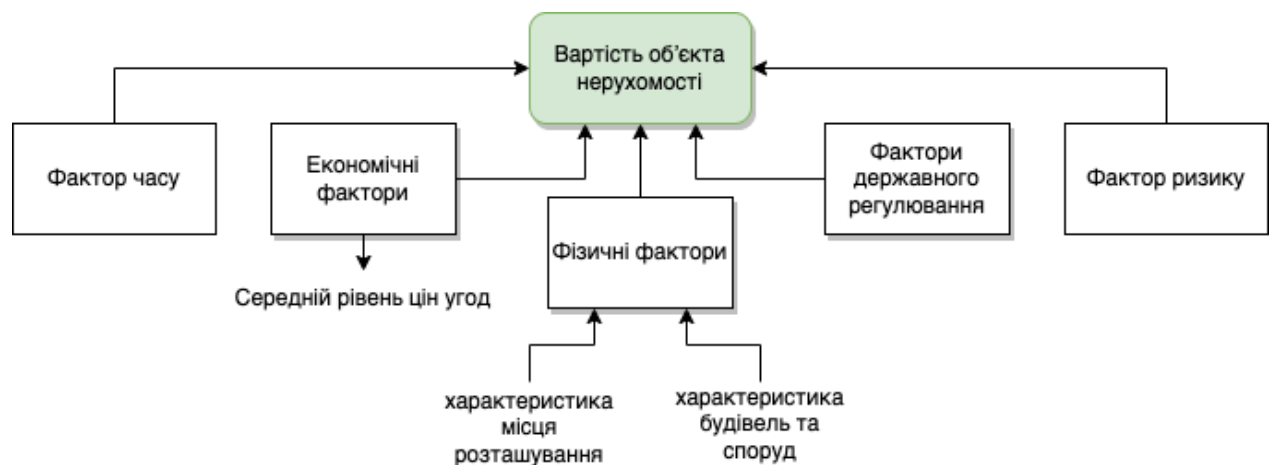 Вартість об’єкта
нерухомості
Фактор часу
Економічні
фактори
Фактори
державного
регулювання
Фактор ризику
Фізичні фактори
Середній рівень цін угод
характеристика
місця
розташування
характеристика
будівель та
споруд